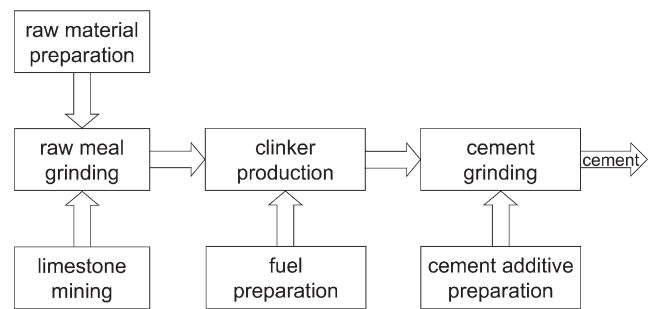 raw material
preparation
raw meal
grinding
clinker
production
cement
grinding
cement
limestone
mining
fuel
preparation
cement additive
preparation